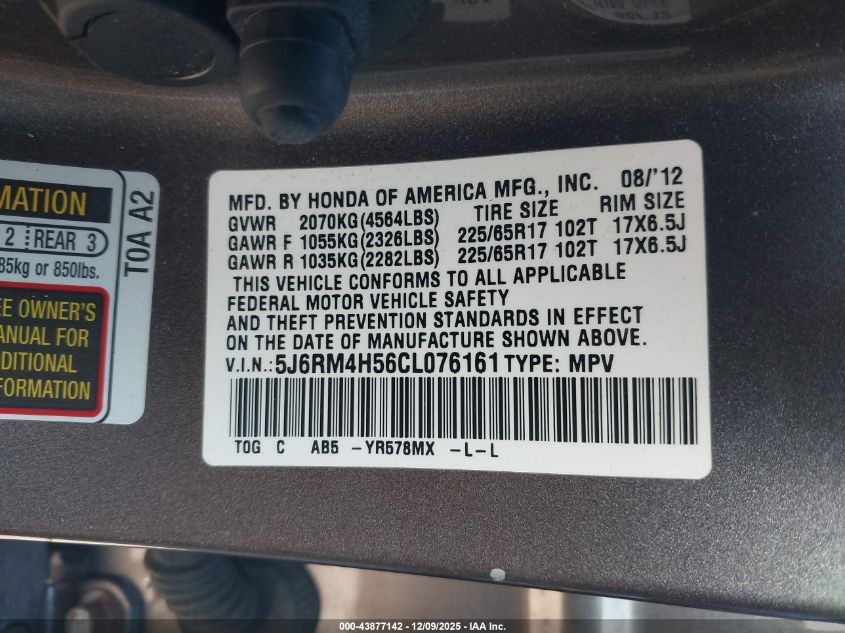 MATION
2 REAR 3
85kg or 850lbs.
EE OWNER'S
ANUAL FOR
DITIONAL
FORMATION
T0A A2
MFD. BY HONDA OF AMERICA MFG., INC. 08/'12
GVWR 2070KG(4564LBS) TIRE SIZE RIM SIZE
GAWR F 1055KG(2326LBS) 225/65R17 102T 17X6.5J
GAWR R 1035KG(2282LBS) 225/65R17 102T 17X6.5J
THIS VEHICLE CONFORMS TO ALL APPLICABLE
FEDERAL MOTOR VEHICLE SAFETY
AND THEFT PREVENTION STANDARDS IN EFFECT
ON THE DATE OF MANUFACTURE SHOWN ABOVE.
V.I.N.: 5J6RM4H56CL076161 TYPE: MPV
T0G C AB5 -YR578MX -L-L
000-43877142 - 12/09/2025 - IAA Inc.